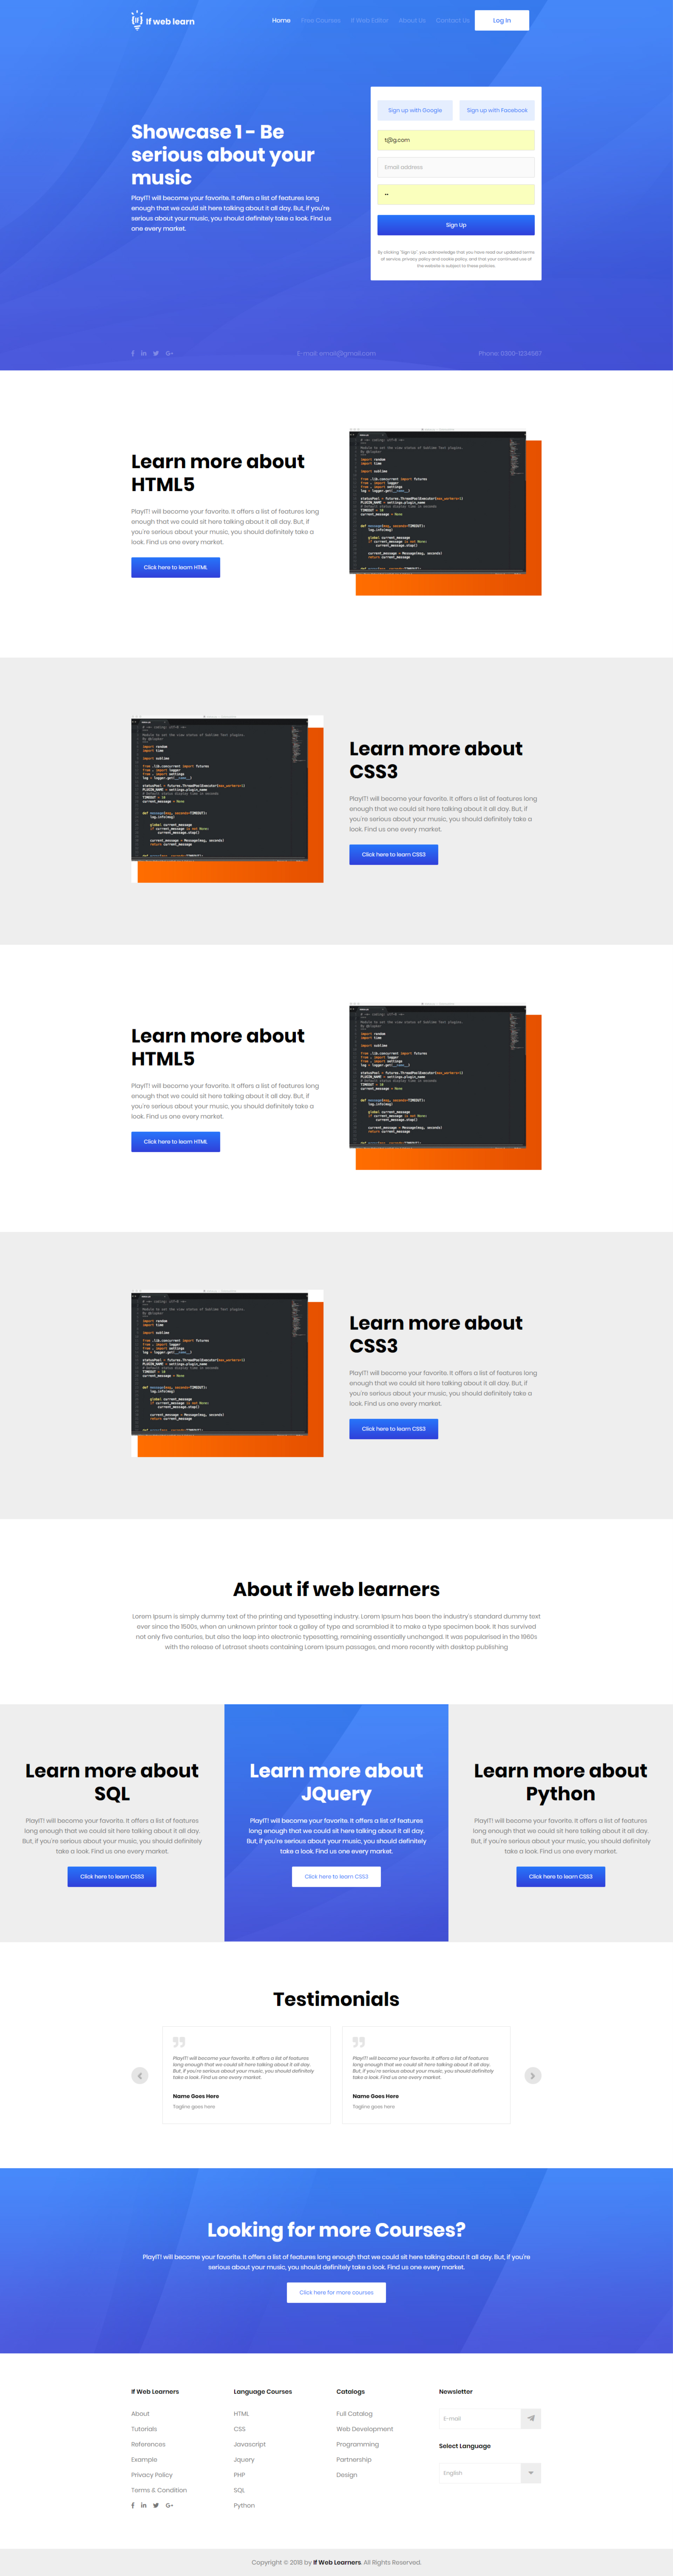 If web learn
Home Free Courses If Web Editor About Us Contact Us Log In
Showcase 1 - Be
serious about your
music
PlayIT! will become your favorite. It offers a list of features long
enough that we could sit here talking about it all day. But, if you're
serious about your music, you should definitely take a look. Find us
one every market.
Sign up with Google Sign up with Facebook
t@g.com
Email address
Sign Up
By clicking "Sign Up" you acknowledge that you have read our updated terms
of service, privacy policy and cookie policy, and that your continued use of
the website is subject to those policies.
E-mail: email@gmail.com
Phone: 0300-1234567
Learn more about
HTML5
PlayIT! will become your favorite. It offers a list of features long
enough that we could sit here talking about it all day. But, if
you're serious about your music, you should definitely take a
look. Find us one every market.
Click here to learn HTML
import random
import time
import sublime
from .lib.concurrent import futures
from . import logger
from . import settings
Learn more about
CSS3
PlayIT! will become your favorite. It offers a list of features long
enough that we could sit here talking about it all day. But, if
you're serious about your music, you should definitely take a
look. Find us one every market.
Click here to learn CSS3
Learn more about
HTML5
PlayIT! will become your favorite. It offers a list of features long
enough that we could sit here talking about it all day. But, if
you're serious about your music, you should definitely take a
look. Find us one every market.
Click here to learn HTML
Learn more about
CSS3
PlayIT! will become your favorite. It offers a list of features long
enough that we could sit here talking about it all day. But, if
you're serious about your music, you should definitely take a
look. Find us one every market.
Click here to learn CSS3
About if web learners
Lorem Ipsum is simply dummy text of the printing and typesetting industry. Lorem Ipsum has been the industry's standard dummy text
ever since the 1500s, when an unknown printer took a galley of type and scrambled it to make a type specimen book. It has survived
not only five centuries, but also the leap into electronic typesetting, remaining essentially unchanged. It was popularised in the 1960s
with the release of Letraset sheets containing Lorem Ipsum passages, and more recently with desktop publishing
Learn more about
SQL
PlayIT! will become your favorite. It offers a list of features
long enough that we could sit here talking about it all day.
But, if you're serious about your music, you should definitely
take a look. Find us one every market.
Click here to learn CSS3
Learn more about
JQuery
PlayIT! will become your favorite. It offers a list of features
long enough that we could sit here talking about it all day.
But, if you're serious about your music, you should definitely
take a look. Find us one every market.
Click here to learn CSS3
Learn more about
Python
PlayIT! will become your favorite. It offers a list of features
long enough that we could sit here talking about it all day.
But, if you're serious about your music, you should definitely
take a look. Find us one every market.
Click here to learn CSS3
Testimonials
PlayIT! will become your favorite. It offers a list of features
long enough that we could sit here talking about it all day.
But, if you're serious about your music, you should definitely
take a look. Find us one every market.
Name Goes Here
Tagline goes here
PlayIT! will become your favorite. It offers a list of features
long enough that we could sit here talking about it all day.
But, if you're serious about your music, you should definitely
take a look. Find us one every market.
Name Goes Here
Tagline goes here
Looking for more Courses?
PlayIT! will become your favorite. It offers a list of features long enough that we could sit here talking about it all day. But, if you're
serious about your music, you should definitely take a look. Find us one every market.
Click here for more courses
If Web Learners
About
Tutorials
References
Example
Privacy Policy
Terms & Condition
Language Courses
HTML
CSS
Javascript
Jquery
PHP
SQL
Python
Catalogs
Full Catalog
Web Development
Programming
Partnership
Design
Newsletter
E-mail
Select Language
English
Copyright © 2018 by If Web Learners. All Rights Reserved.